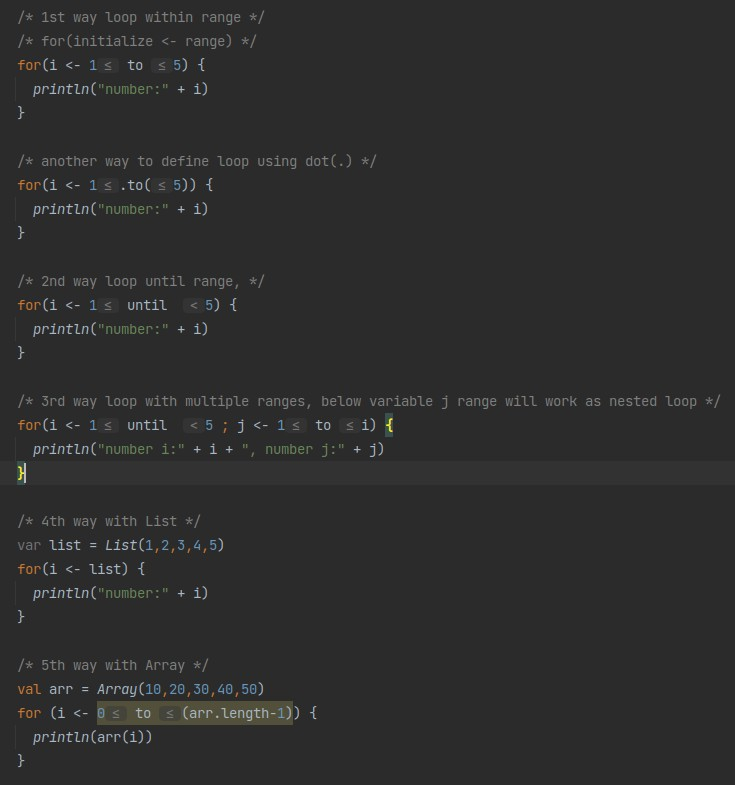 /* 1st way loop within range */
/* for(initialize <- range) */
for(i <- 1 ≤ to ≤ 5) {
println("number:" + i)
}
/* another way to define loop using dot(.) */
for(i <- 1 ≤ .to( ≤ 5)) {
println("number:" + i)
}
/* 2nd way loop until range, */
for(i <- 1 ≤ until < 5) {
println("number:" + i)
}
/* 3rd way loop with multiple ranges, below variable j range will work as nested loop */
for(i <- 1 ≤ until < 5 ; j <- 1 ≤ to ≤ i) {
println("number i:" + i + ", number j:" + j)
}
/* 4th way with List */
var list = List(1,2,3,4,5)
for(i <- list) {
println("number:" + i)
}
/* 5th way with Array */
val arr = Array(10,20,30,40,50)
for (i <- 0 ≤ to ≤ (arr.length-1)) {
println(arr(i))
}